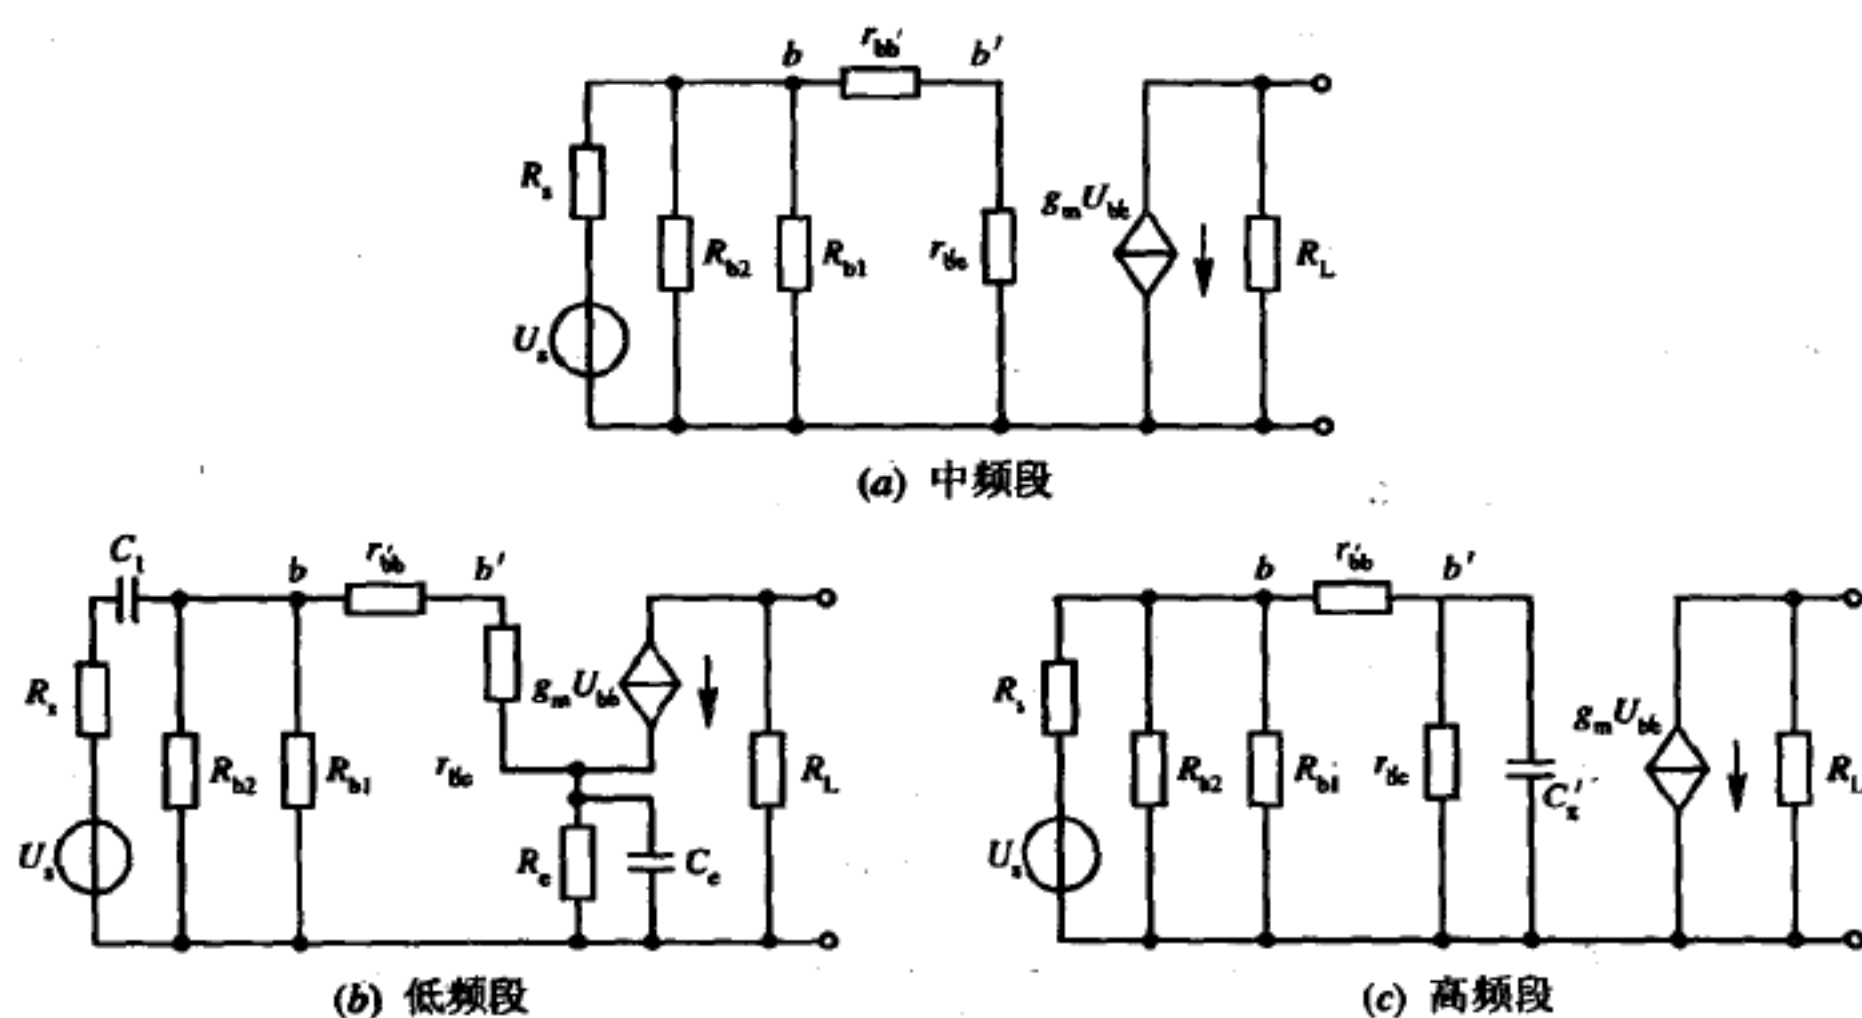 b
r_bb'
b'
R_s
R_b2
R_b1
r_b'e
g_m U_b'e
R_L
U_s
(a) 中频段
C_1
b
r_bb'
b'
R_s
R_b2
R_b1
r_b'e
g_m U_b'b
R_L
R_e
C_e
U_s
(b) 低频段
b
r_bb'
b'
R_s
R_b2
R_b1
r_b'e
g_m U_b'e
R_L
U_s
(c) 高频段